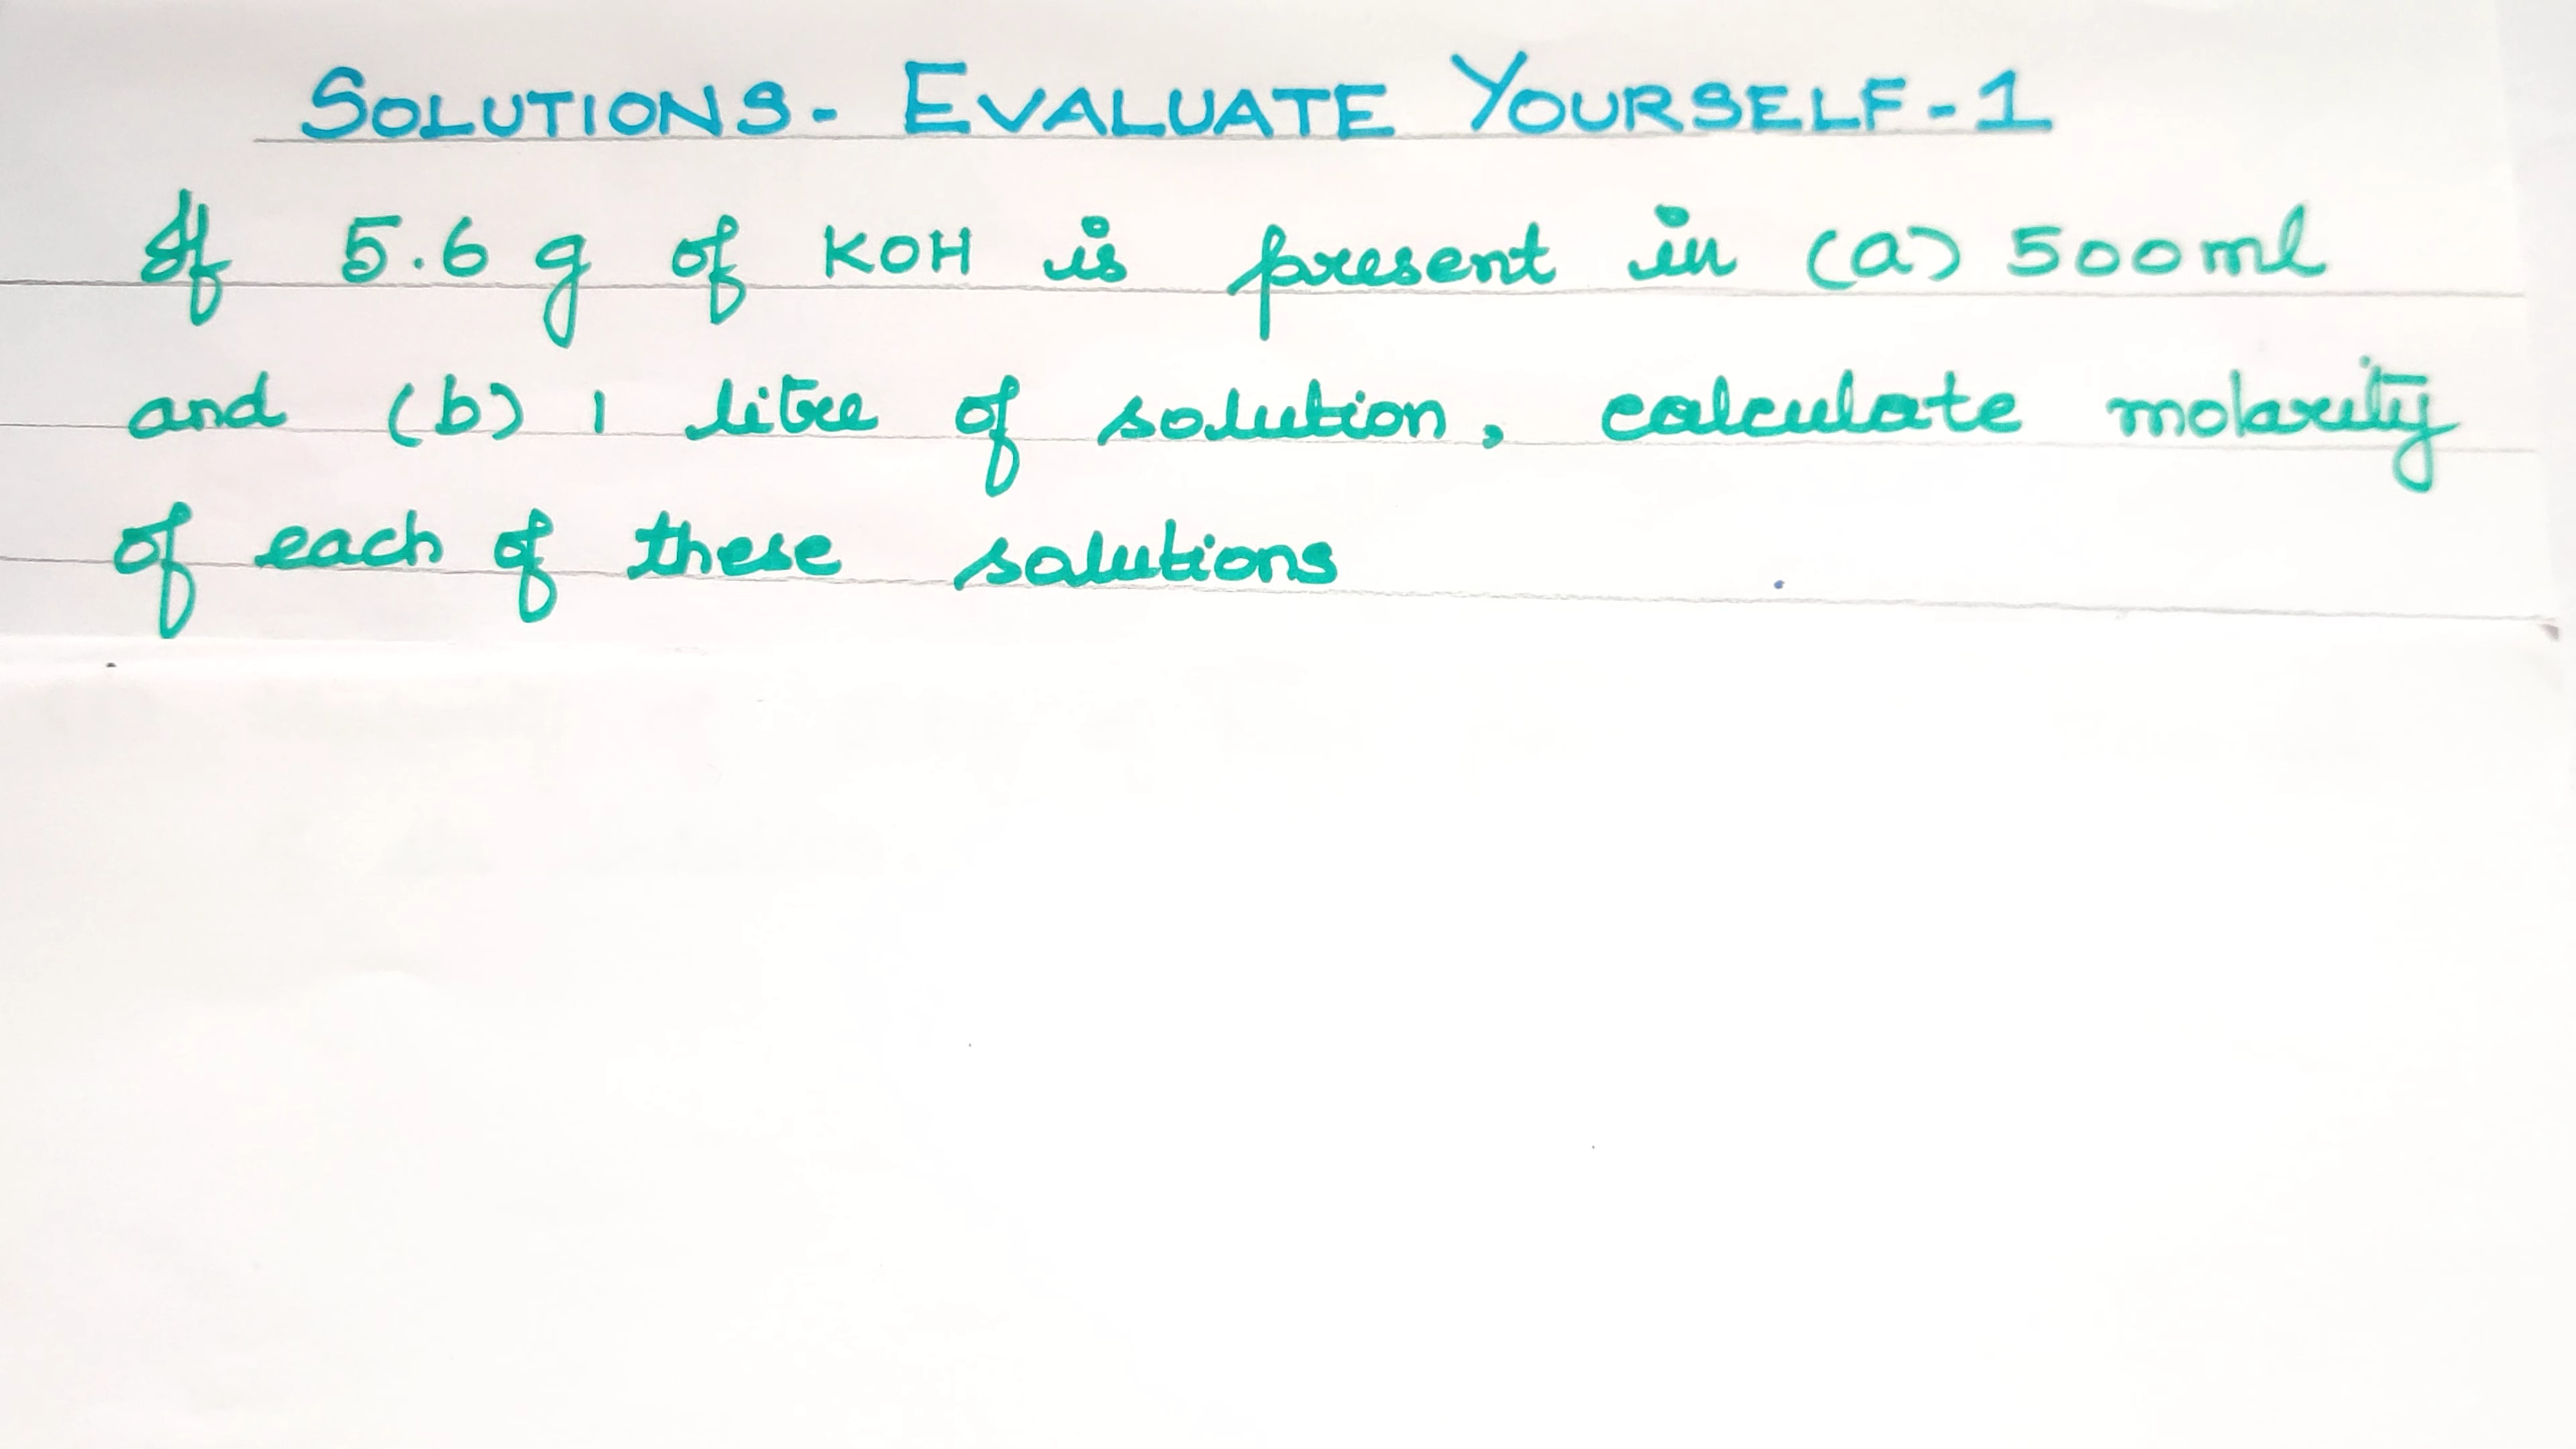 SOLUTIONS- EVALUATE YOURSELF-1
If 5.6 g of KOH is present in (a) 500ml
and (b) 1 litre of solution, calculate molarity
of each of these solutions